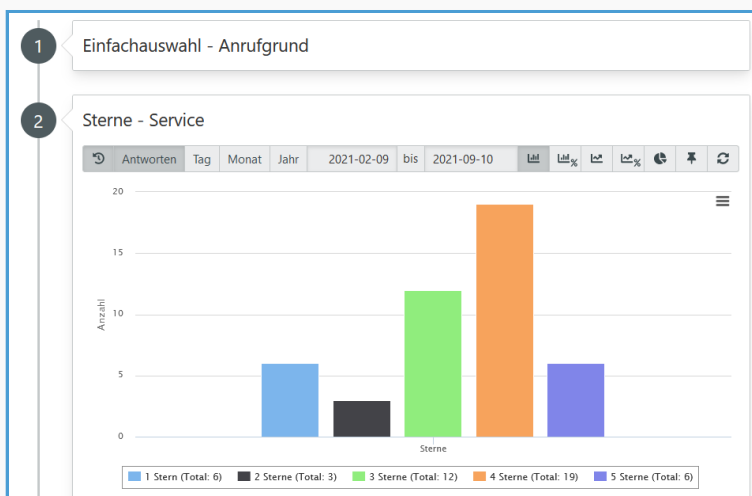 1
Einfachauswahl - Anrufgrund
2
Sterne - Service
Antworten Tag Monat Jahr 2021-02-09 bis 2021-09-10 % %
20
15
10
5
0
Anzahl
Sterne
1 Stern (Total: 6) 2 Sterne (Total: 3) 3 Sterne (Total: 12) 4 Sterne (Total: 19) 5 Sterne (Total: 6)